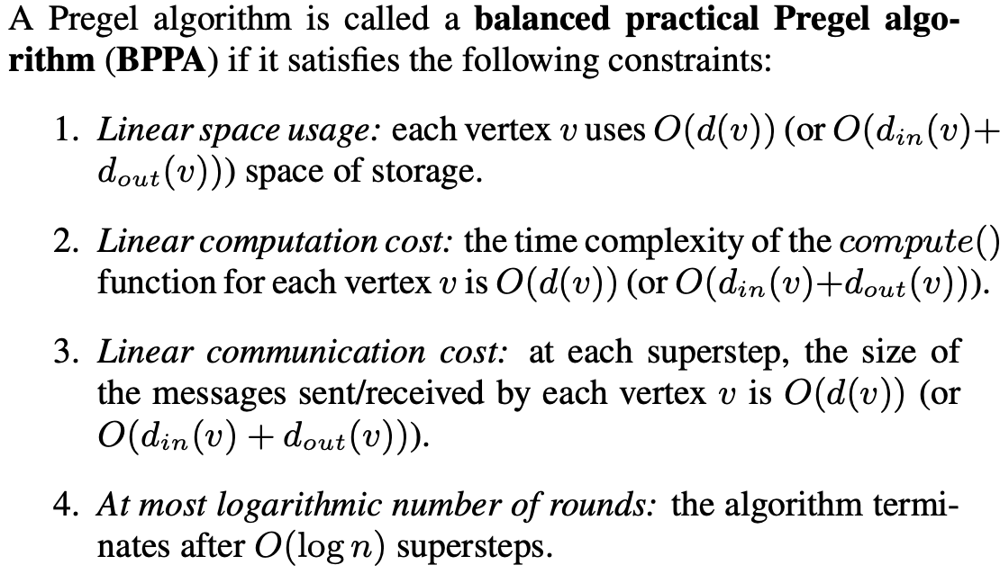 A Pregel algorithm is called a balanced practical Pregel algo-
rithm (BPPA) if it satisfies the following constraints:
1. Linear space usage: each vertex v uses O(d(v)) (or O(d_in(v)+
d_out(v))) space of storage.
2. Linear computation cost: the time complexity of the compute()
function for each vertex v is O(d(v)) (or O(d_in(v)+d_out(v))).
3. Linear communication cost: at each superstep, the size of
the messages sent/received by each vertex v is O(d(v)) (or
O(d_in(v) + d_out(v))).
4. At most logarithmic number of rounds: the algorithm termi-
nates after O(log n) supersteps.